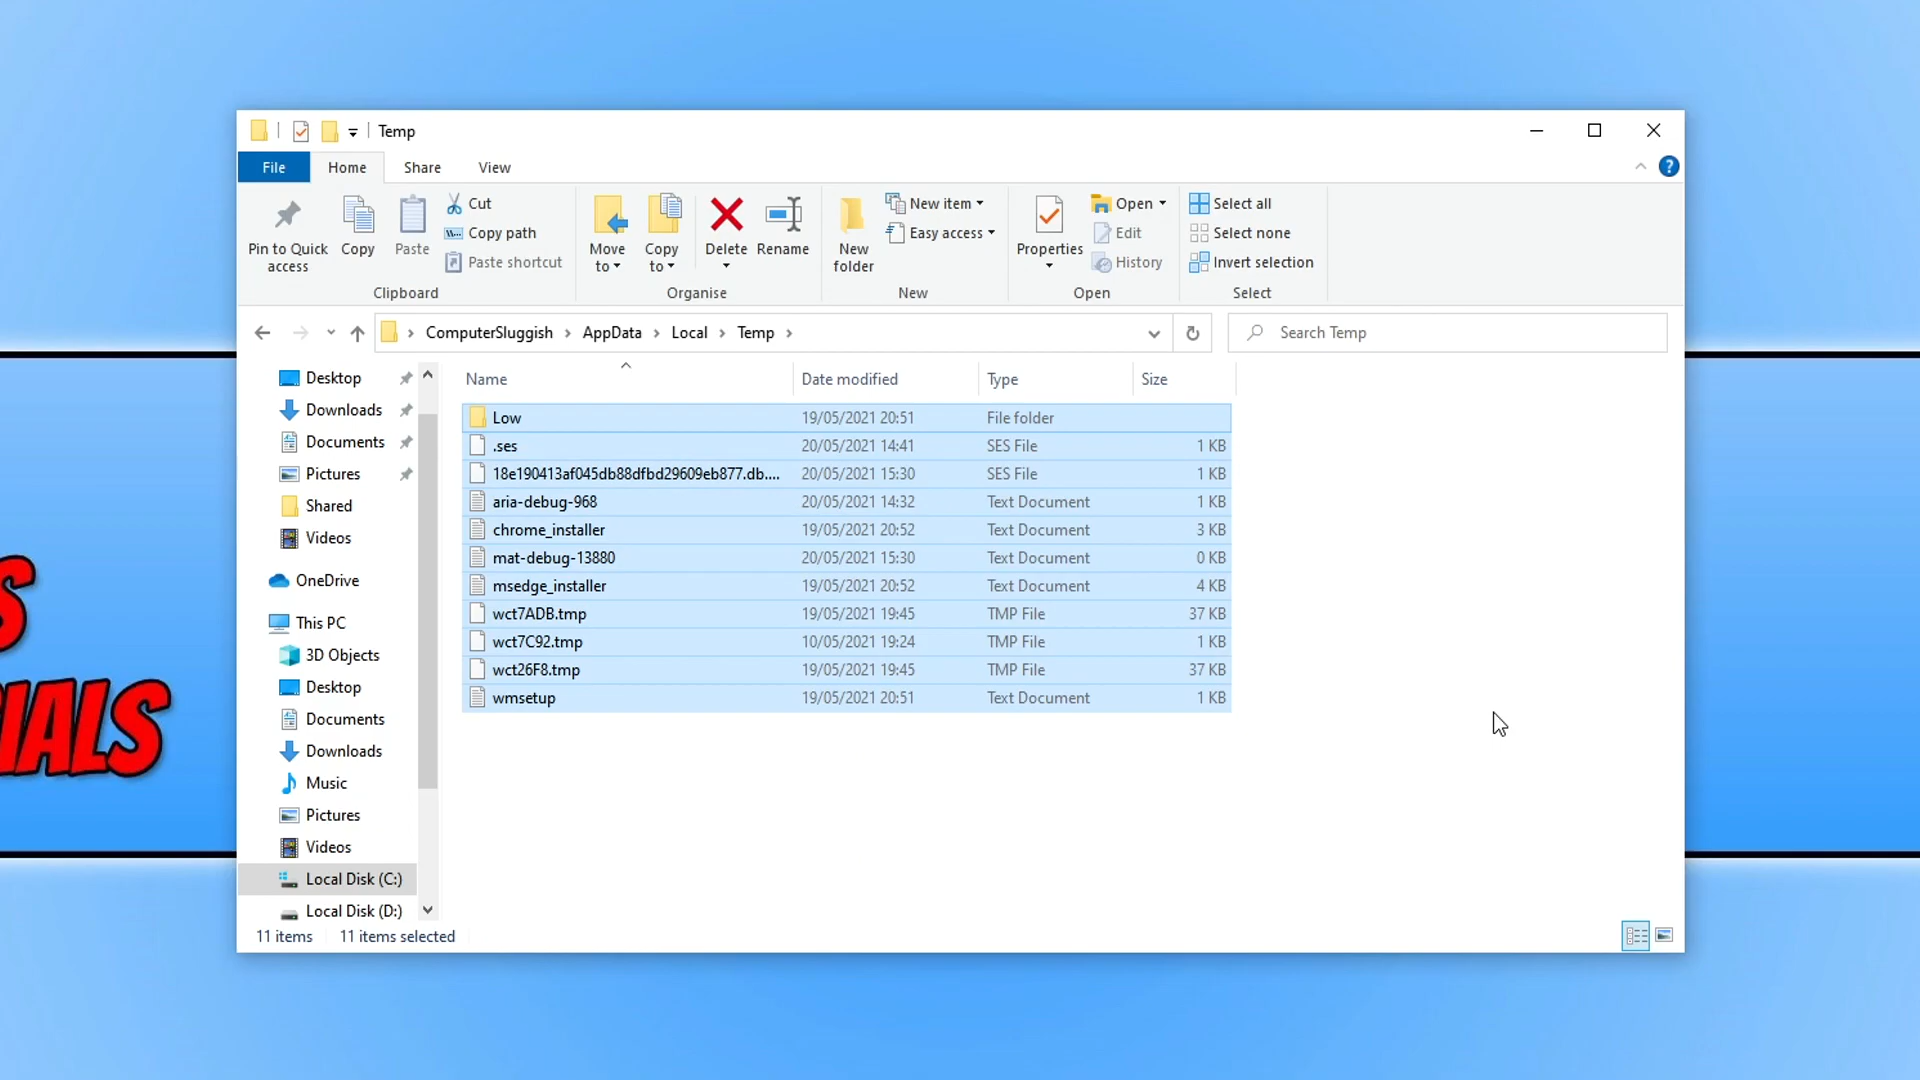 Temp
File Home Share View
Pin to Quick access
Copy
Paste
Cut
Copy path
Paste shortcut
Clipboard
Move to
Copy to
Delete
Rename
Organise
New folder
New item
Easy access
New
Properties
Open
Edit
History
Open
Select all
Select none
Invert selection
Select
ComputerSluggish > AppData > Local > Temp >
Search Temp
Desktop
Downloads
Documents
Pictures
Shared
Videos
OneDrive
This PC
3D Objects
Desktop
Documents
Downloads
Music
Pictures
Videos
Local Disk (C:)
Local Disk (D:)
Name Date modified Type Size
Low 19/05/2021 20:51 File folder
.ses 20/05/2021 14:41 SES File 1 KB
18e190413af045db88dfbd29609eb877.db.... 20/05/2021 15:30 SES File 1 KB
aria-debug-968 20/05/2021 14:32 Text Document 1 KB
chrome_installer 19/05/2021 20:52 Text Document 3 KB
mat-debug-13880 20/05/2021 15:30 Text Document 0 KB
msedge_installer 19/05/2021 20:52 Text Document 4 KB
wct7ADB.tmp 19/05/2021 19:45 TMP File 37 KB
wct7C92.tmp 10/05/2021 19:24 TMP File 1 KB
wct26F8.tmp 19/05/2021 19:45 TMP File 37 KB
wmsetup 19/05/2021 20:51 Text Document 1 KB
11 items 11 items selected
S
IALS